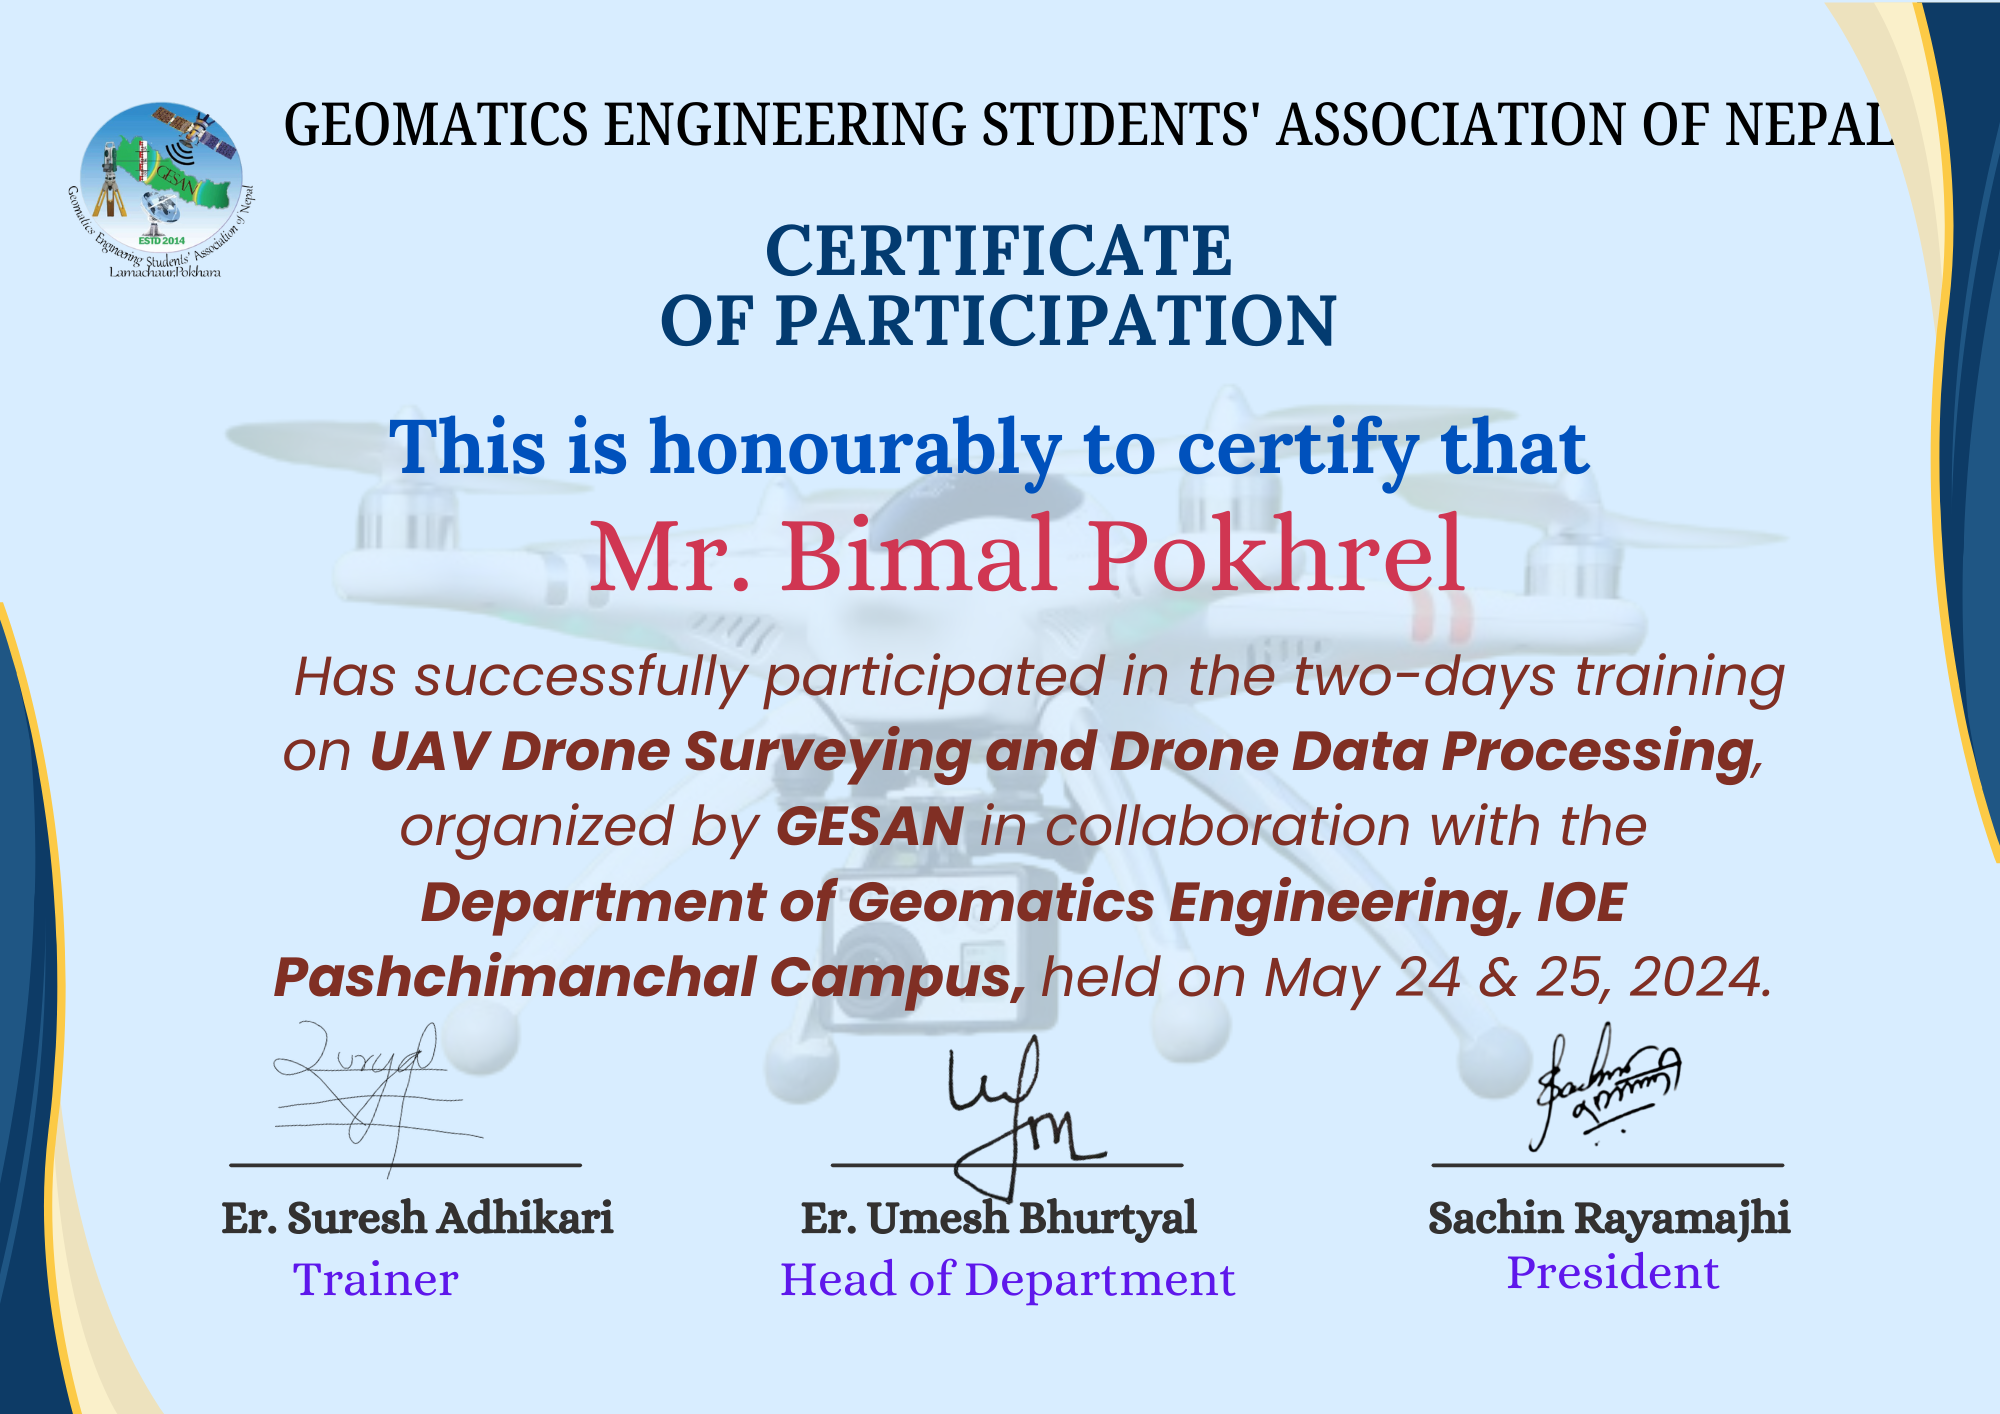 GEOMATICS ENGINEERING STUDENTS' ASSOCIATION OF NEPAL
GESAN
ESTD 2014
Geomatics Engineering Students' Association of Nepal
Lamachaur,Pokhara
CERTIFICATE
OF PARTICIPATION
This is honourably to certify that
Mr. Bimal Pokhrel
Has successfully participated in the two-days training
on UAV Drone Surveying and Drone Data Processing,
organized by GESAN in collaboration with the
Department of Geomatics Engineering, IOE
Pashchimanchal Campus, held on May 24 & 25, 2024.
Er. Suresh Adhikari
Trainer
Er. Umesh Bhurtyal
Head of Department
Sachin Rayamajhi
President